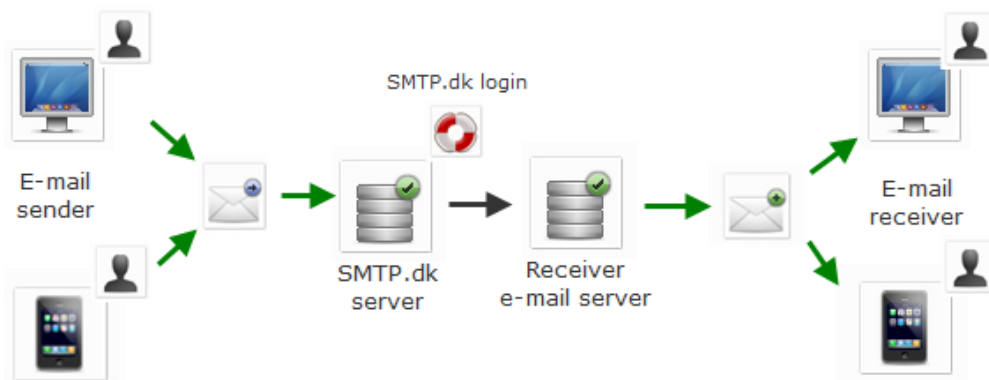 SMTP.dk login
E-mail
sender
SMTP.dk
server
Receiver
e-mail server
E-mail
receiver